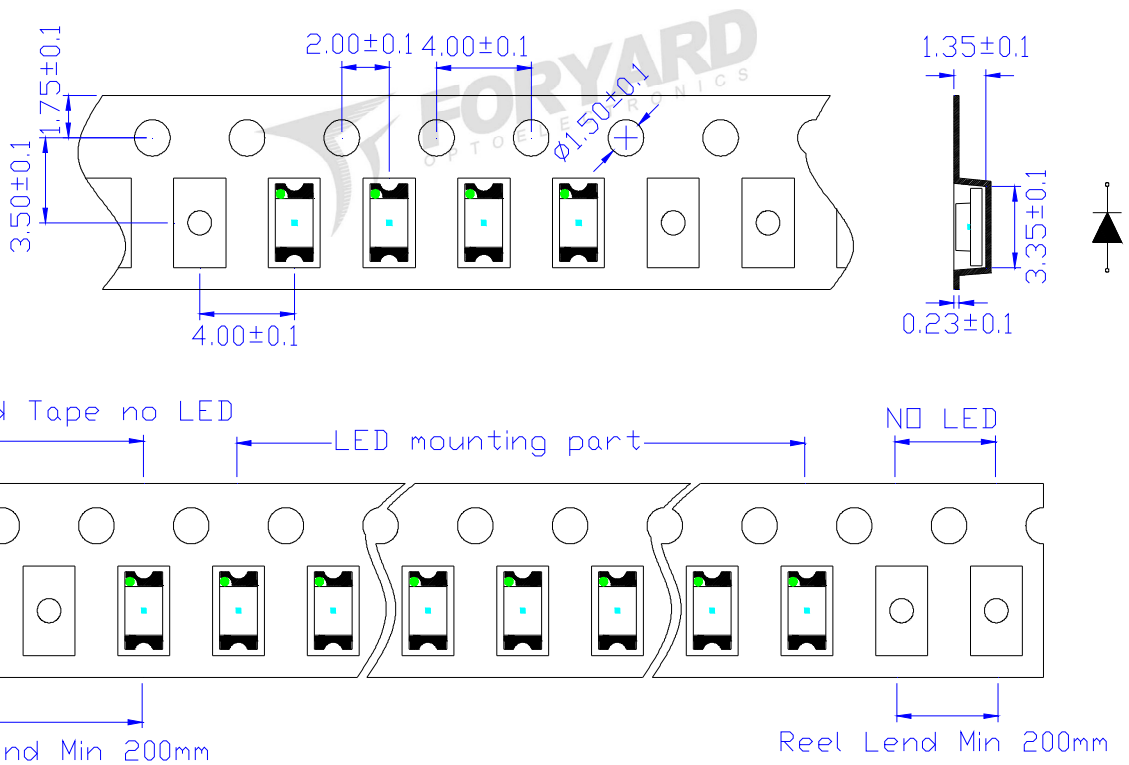 2.00±0.1
4.00±0.1
FORYARD
OPTOELECTRONICS
1.75±0.1
3.50±0.1
Ø1.50±0.1
1.35±0.1
3.35±0.1
4.00±0.1
0.23±0.1
d Tape no LED
LED mounting part
NO LED
nd Min 200mm
Reel Lend Min 200mm